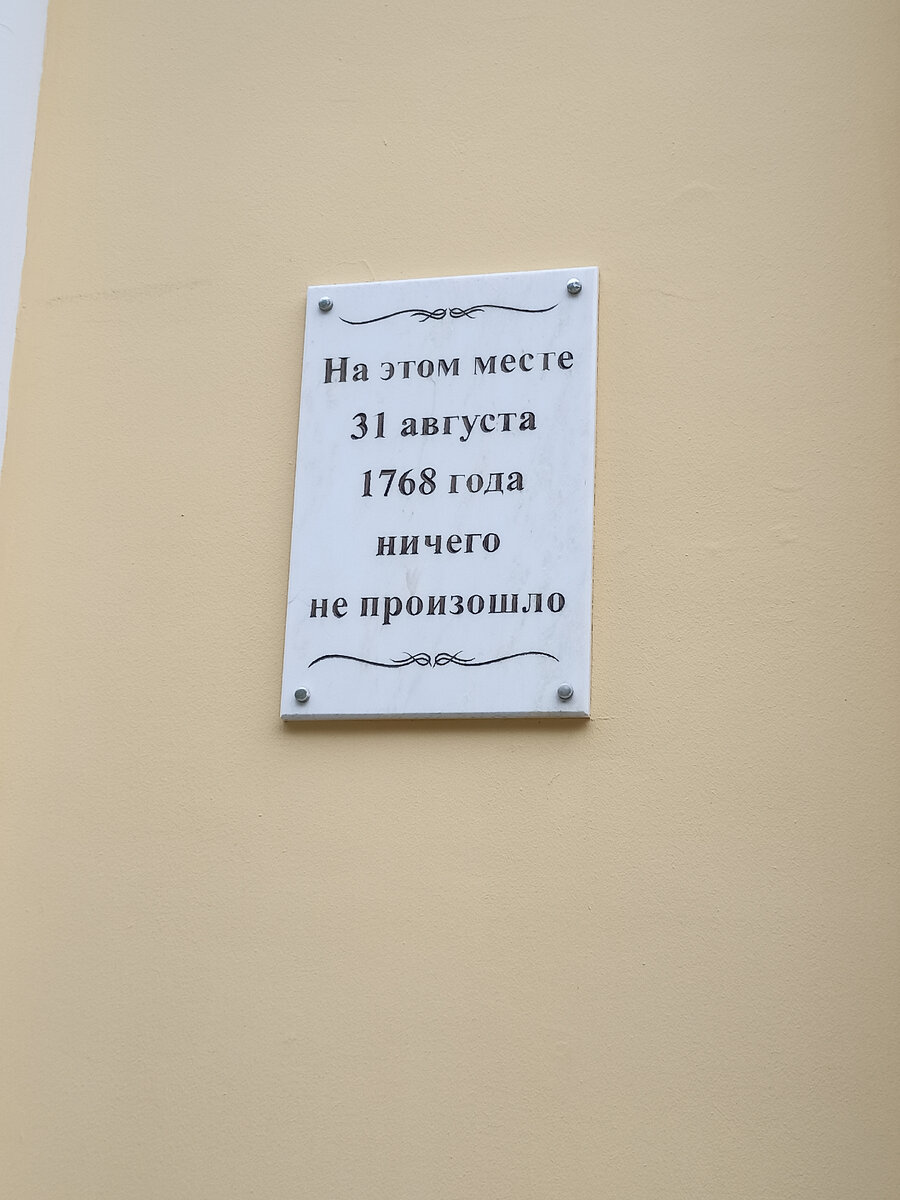 На этом месте
31 августа
1768 года
ничего
не произошло